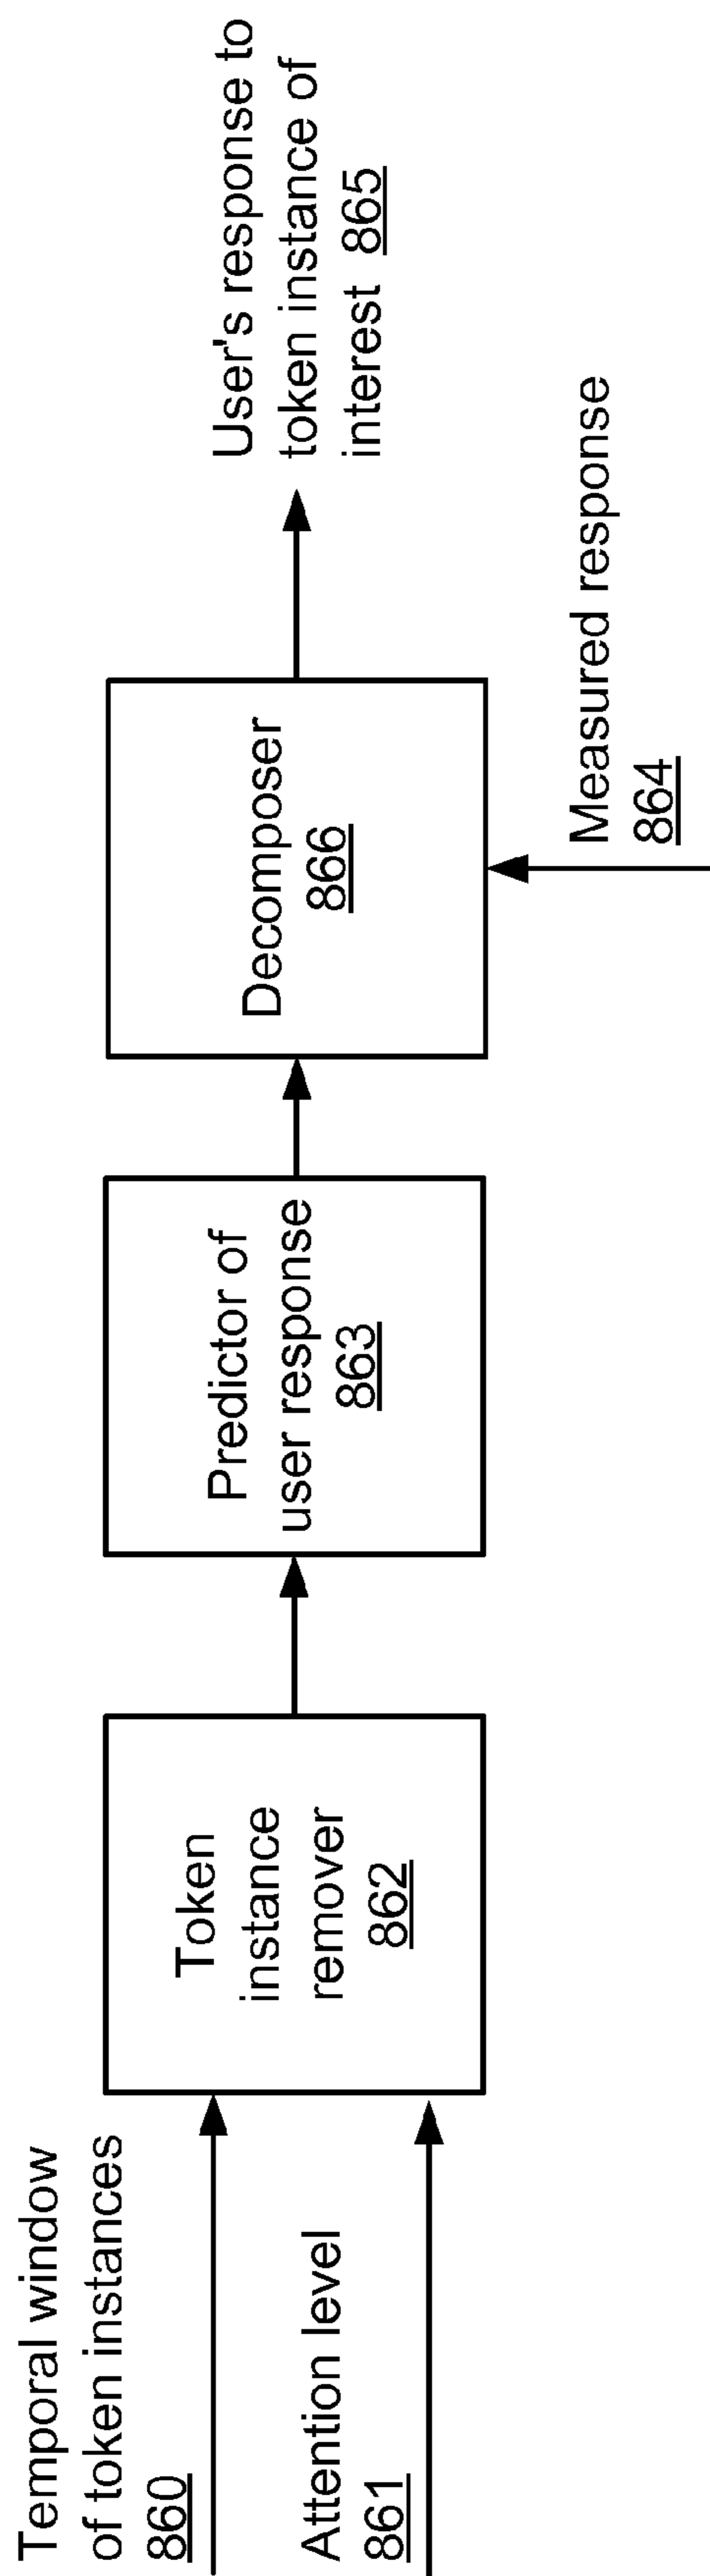 Temporal window
of token instances
860
Attention level
861
Token
instance
remover
862
Predictor of
user response
863
Decomposer
866
Measured response
864
User's response to
token instance of
interest 865